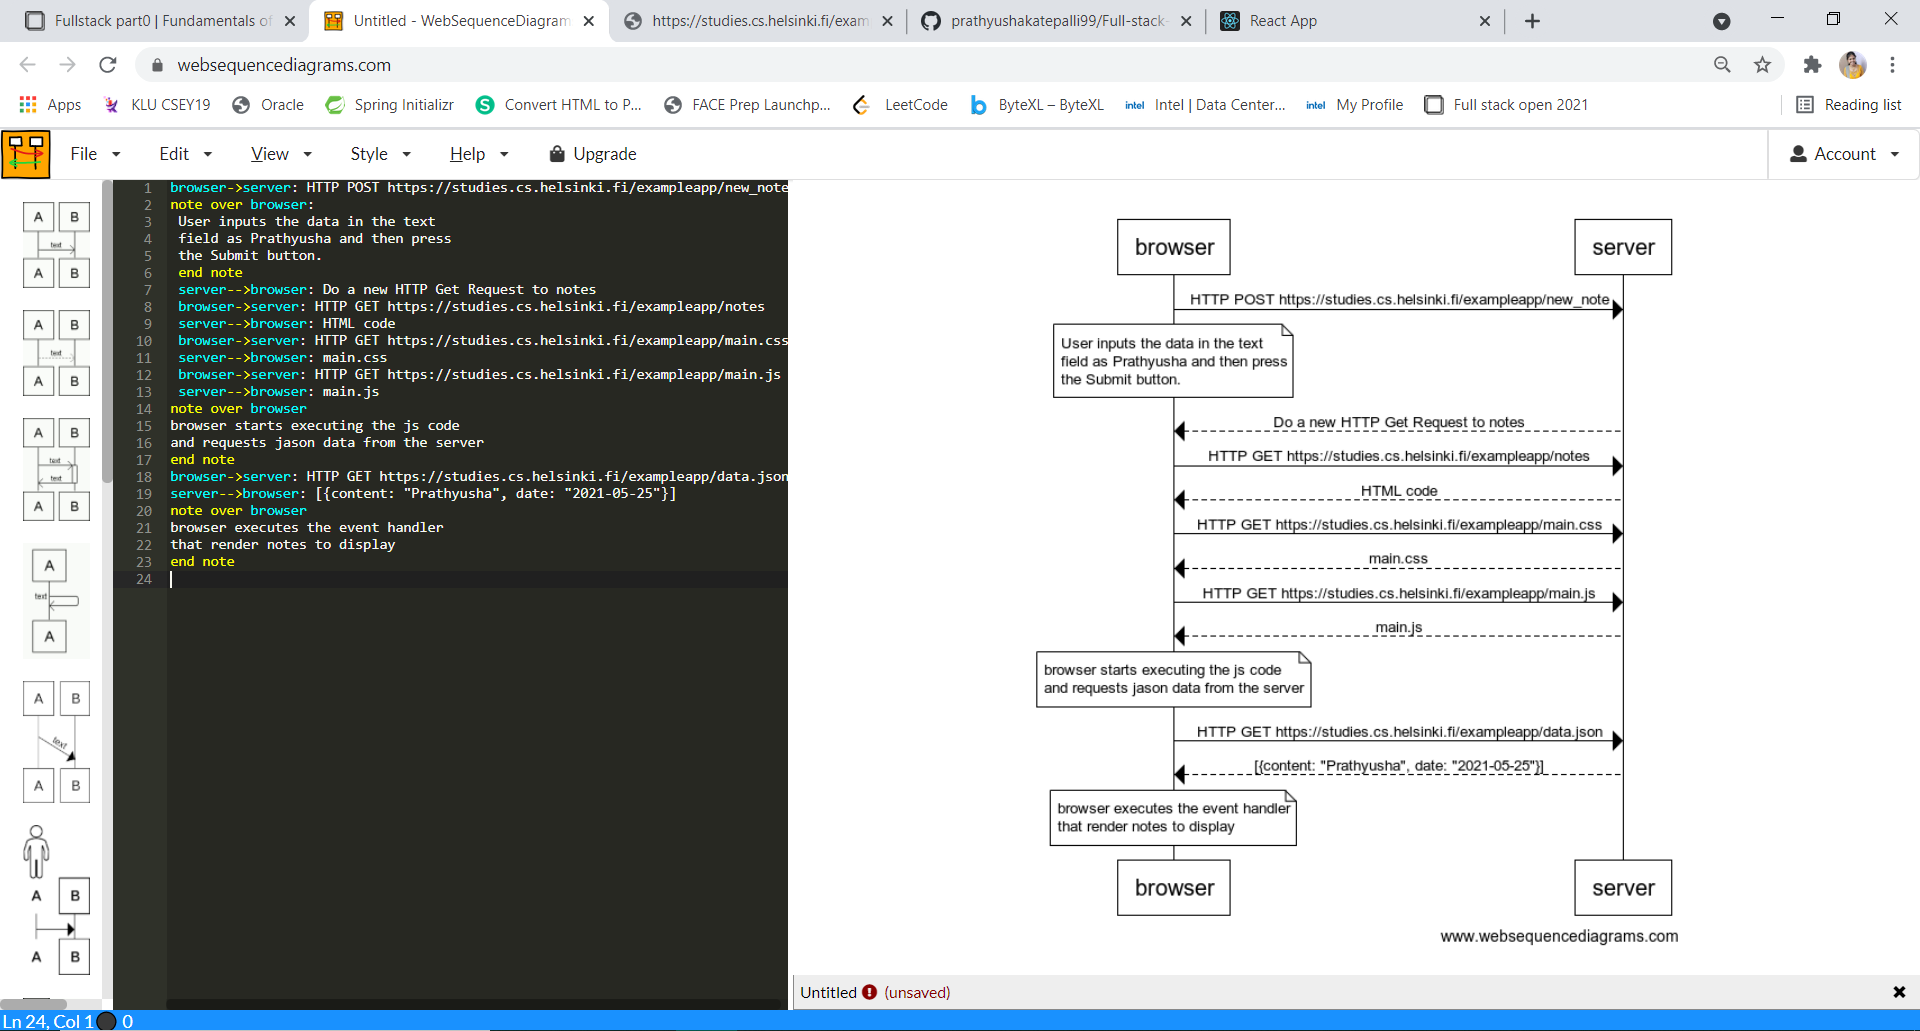 Fullstack part0 | Fundamentals of
Untitled - WebSequenceDiagram
https://studies.cs.helsinki.fi/exam
prathyushakatepalli99/Full-stack-
React App
websequencediagrams.com
Apps
KLU CSEY19
Oracle
Spring Initializr
S
Convert HTML to P...
FACE Prep Launchp...
LeetCode
b
ByteXL – ByteXL
intel
Intel | Data Center...
intel
My Profile
Full stack open 2021
Reading list
File
Edit
View
Style
Help
Upgrade
Account
A B
text
A B
A B
text
A B
A B
text
text
A B
A
text
A
A B
text
A B
A B
A B
1 browser->server: HTTP POST https://studies.cs.helsinki.fi/exampleapp/new_note
2 note over browser:
3 User inputs the data in the text
4 field as Prathyusha and then press
5 the Submit button.
6 end note
7 server-->browser: Do a new HTTP Get Request to notes
8 browser->server: HTTP GET https://studies.cs.helsinki.fi/exampleapp/notes
9 server-->browser: HTML code
10 browser->server: HTTP GET https://studies.cs.helsinki.fi/exampleapp/main.css
11 server-->browser: main.css
12 browser->server: HTTP GET https://studies.cs.helsinki.fi/exampleapp/main.js
13 server-->browser: main.js
14 note over browser
15 browser starts executing the js code
16 and requests jason data from the server
17 end note
18 browser->server: HTTP GET https://studies.cs.helsinki.fi/exampleapp/data.json
19 server-->browser: [{content: "Prathyusha", date: "2021-05-25"}]
20 note over browser
21 browser executes the event handler
22 that render notes to display
23 end note
24
browser
server
HTTP POST https://studies.cs.helsinki.fi/exampleapp/new_note
User inputs the data in the text
field as Prathyusha and then press
the Submit button.
Do a new HTTP Get Request to notes
HTTP GET https://studies.cs.helsinki.fi/exampleapp/notes
HTML code
HTTP GET https://studies.cs.helsinki.fi/exampleapp/main.css
main.css
HTTP GET https://studies.cs.helsinki.fi/exampleapp/main.js
main.js
browser starts executing the js code
and requests jason data from the server
HTTP GET https://studies.cs.helsinki.fi/exampleapp/data.json
[{content: "Prathyusha", date: "2021-05-25"}]
browser executes the event handler
that render notes to display
browser
server
www.websequencediagrams.com
Untitled ! (unsaved)
Ln 24, Col 1 0